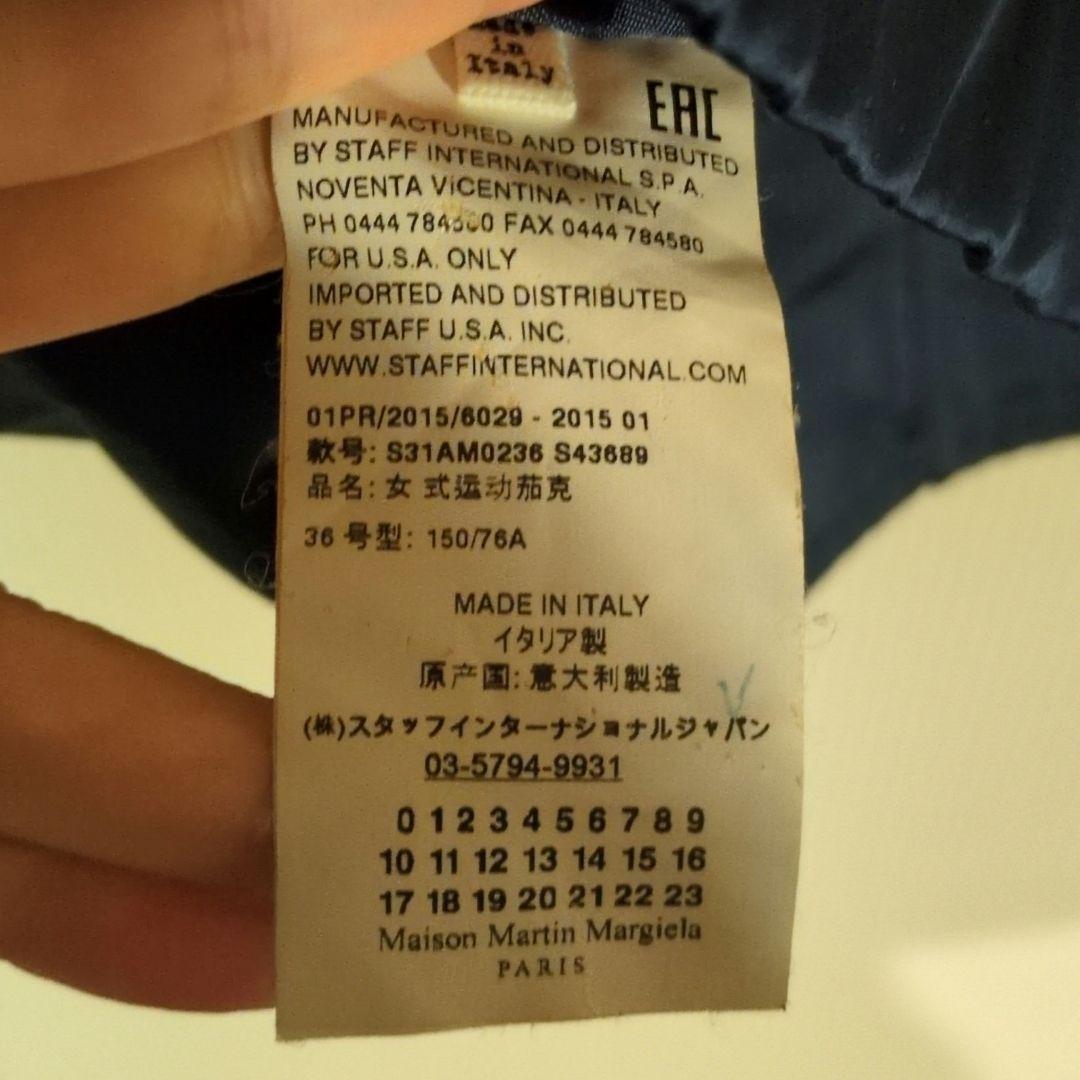 Made
in
Italy
EAC
MANUFACTURED AND DISTRIBUTED
BY STAFF INTERNATIONAL S.P.A.
NOVENTA VICENTINA - ITALY
PH 0444 FAX 0444 784580
FOR U.S.A. ONLY
IMPORTED AND DISTRIBUTED
BY STAFF U.S.A. INC.
WWW.STAFFINTERNATIONAL.COM
01PR/2015/6029 - 2015 01
款号: S31AM0236 S43689
品名: 女 式运动茄克
36 号型: 150/76A
MADE IN ITALY
イタリア製
原产国: 意大利製造
(株)スタッフインターナショナルジャパン
03-5794-9931
0 1 2 3 4 5 6 7 8 9
10 11 12 13 14 15 16
17 18 19 20 21 22 23
Maison Martin Margiela
PARIS